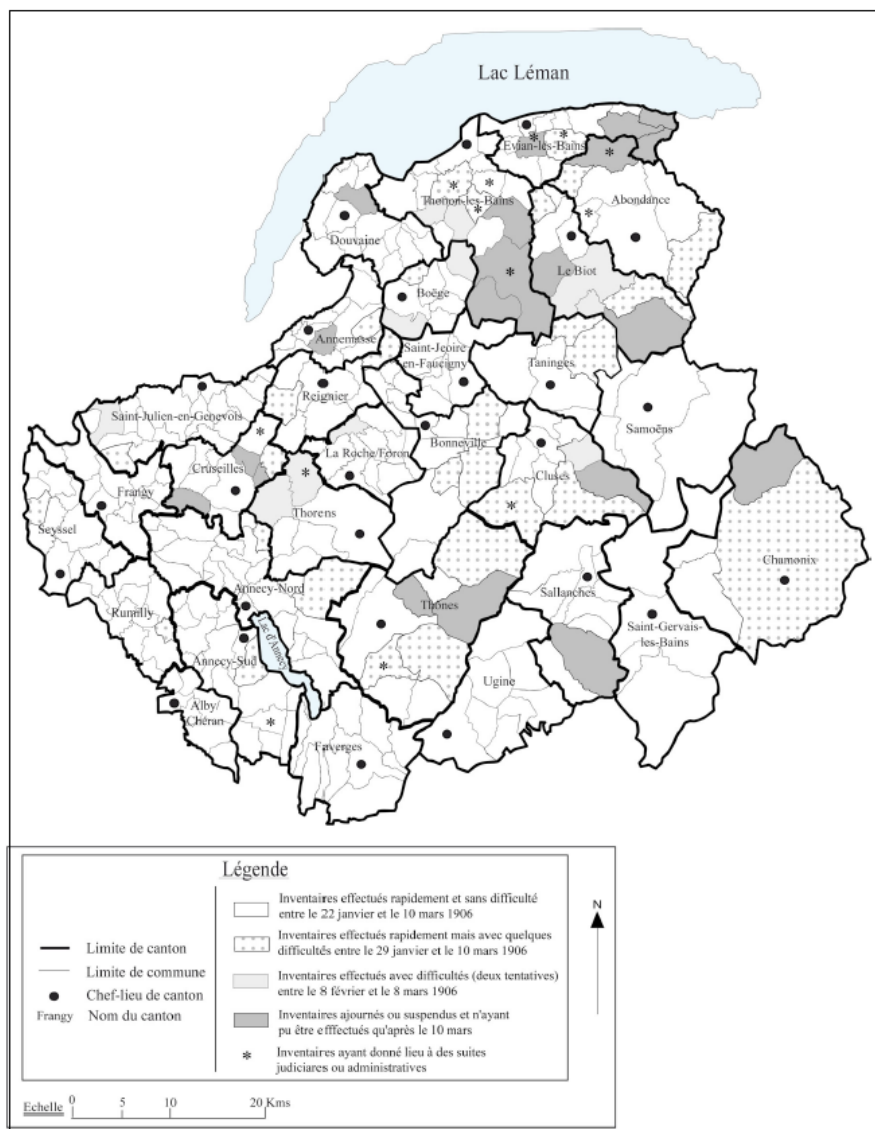 Lac Léman
Evian-les-Bains
Thonon-les-Bains
Abondance
Douvaine
Le Biot
Boëge
Annemasse
Saint-Jeoire
en-Faucigny
Taninges
Reignier
Saint-Julien-en-Genevois
Samoëns
Bonneville
La Roche/Foron
Cluses
Cruseilles
Frangy
Thorens
Seyssel
Chamonix
Annecy-Nord
Thônes
Sallanches
Rumilly
Saint-Gervais-
les-Bains
Lac d'Annecy
Annecy-Sud
Ugine
Alby/
Chéran
Faverges
Légende
Limite de canton
Limite de commune
Chef-lieu de canton
Frangy Nom du canton
Inventaires effectués rapidement et sans difficulté
entre le 22 janvier et le 10 mars 1906
Inventaires effectués rapidement mais avec quelques
difficultés entre le 29 janvier et le 10 mars 1906
Inventaires effectués avec difficultés (deux tentatives)
entre le 8 février et le 8 mars 1906
Inventaires ajournés ou suspendus et n'ayant
pu être efffectués qu'après le 10 mars
* Inventaires ayant donné lieu à des suites
judiciares ou administratives
N
Echelle 0 5 10 20 Kms